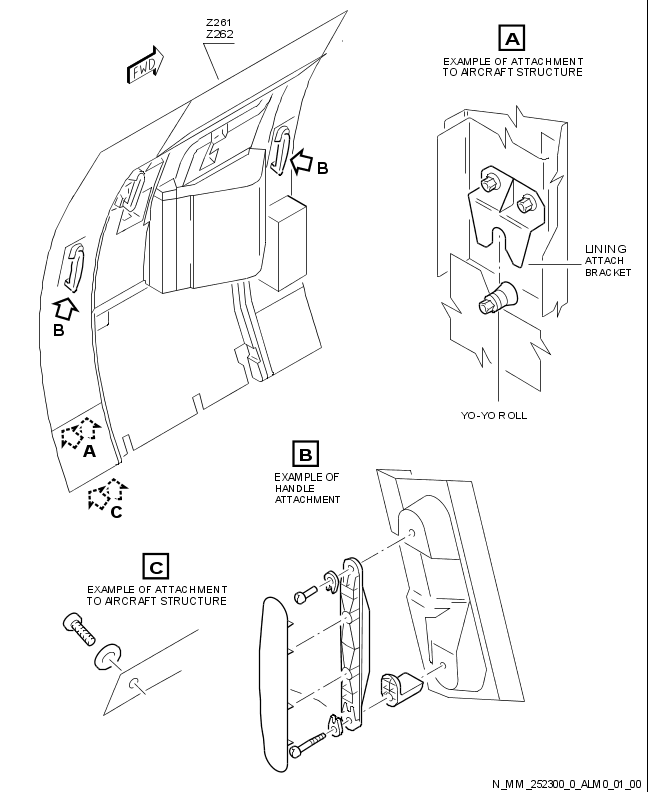 Z261
Z262
FWD
A
EXAMPLE OF ATTACHMENT
TO AIRCRAFT STRUCTURE
B
B
LINING
ATTACH
BRACKET
YO-YO ROLL
A
C
B
EXAMPLE OF
HANDLE
ATTACHMENT
C
EXAMPLE OF ATTACHMENT
TO AIRCRAFT STRUCTURE
N_MM_252300_0_ALM0_01_00